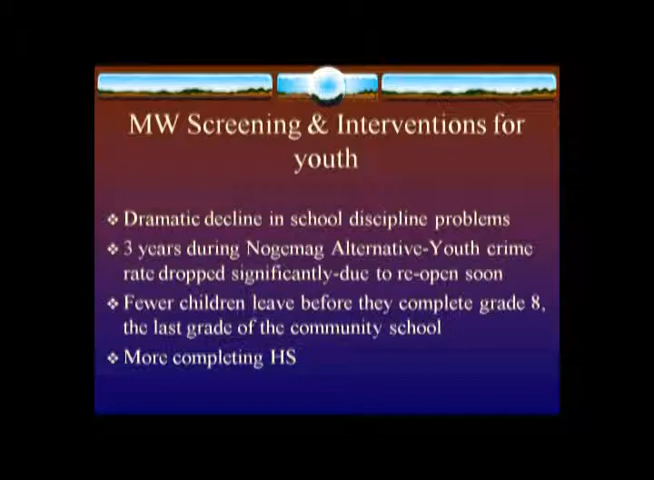 MW Screening & Interventions for
youth
❖ Dramatic decline in school discipline problems
❖ 3 years during Nogemag Alternative-Youth crime
rate dropped significantly-due to re-open soon
❖ Fewer children leave before they complete grade 8,
the last grade of the community school
❖ More completing HS